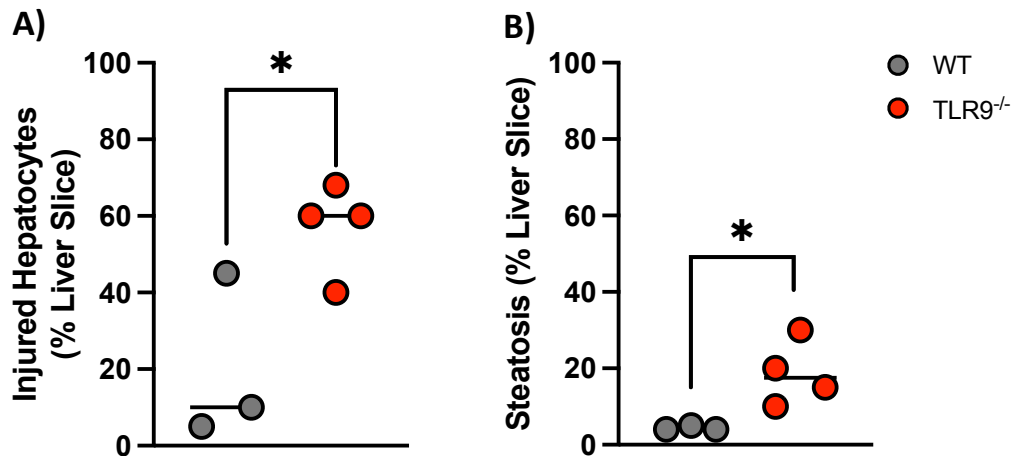 A)
Injured Hepatocytes
(% Liver Slice)
100
80
60
40
20
0
*
B)
Steatosis (% Liver Slice)
100
80
60
40
20
0
*
WT
TLR9-/-